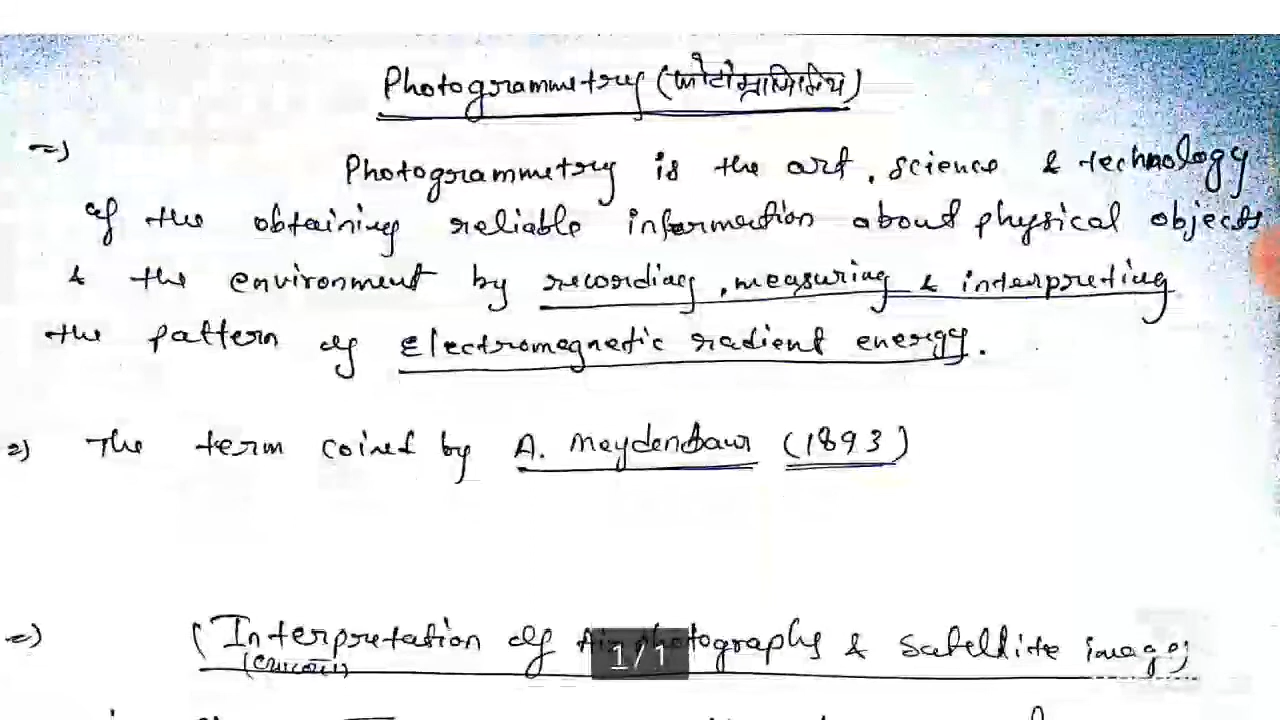 Photogrammetry (फोटोग्रामिट्रिय)
=) Photogrammetry is the art, science & technology
of the obtaining reliable information about physical objects
& the environment by recording, measuring & interpreting
the pattern of Electromagnetic radient energy.
2) The term coined by A. Meydenbaur (1893)
=) (Interpretation of Air photographs & Satellite images
1/1